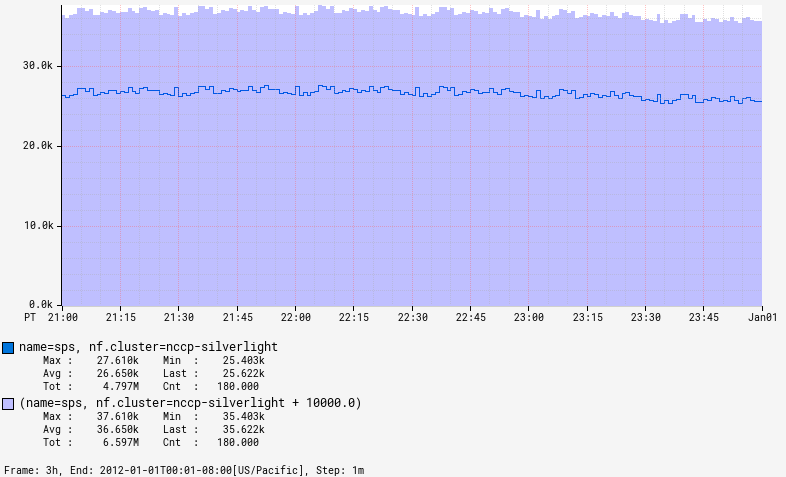 30.0k
20.0k
10.0k
0.0k
PT 21:00 21:15 21:30 21:45 22:00 22:15 22:30 22:45 23:00 23:15 23:30 23:45 Jan01
name=sps, nf.cluster=nccp-silverlight
Max : 27.610k Min : 25.403k
Avg : 26.650k Last : 25.622k
Tot : 4.797M Cnt : 180.000
(name=sps, nf.cluster=nccp-silverlight + 10000.0)
Max : 37.610k Min : 35.403k
Avg : 36.650k Last : 35.622k
Tot : 6.597M Cnt : 180.000
Frame: 3h, End: 2012-01-01T00:01-08:00[US/Pacific], Step: 1m